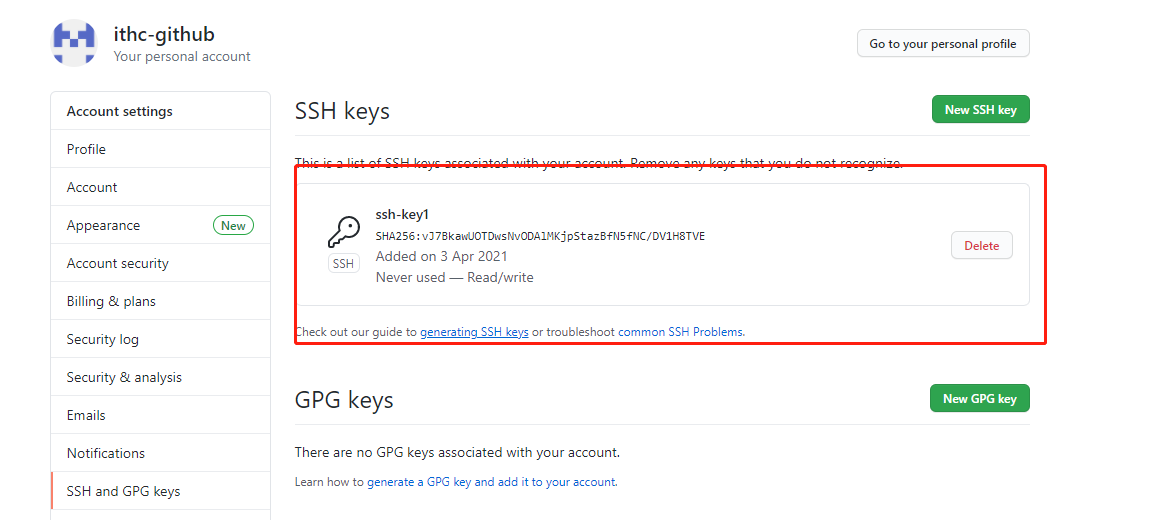 ithc-github
Your personal account
Go to your personal profile
Account settings
Profile
Account
Appearance New
Account security
Billing & plans
Security log
Security & analysis
Emails
Notifications
SSH and GPG keys
SSH keys
New SSH key
This is a list of SSH keys associated with your account. Remove any keys that you do not recognize.
ssh-key1
SHA256:vJ7BkawUOTDwsNvODAlMKjpStazBfN5fNC/DV1H8TVE
SSH
Added on 3 Apr 2021
Never used — Read/write
Delete
Check out our guide to generating SSH keys or troubleshoot common SSH Problems.
GPG keys
New GPG key
There are no GPG keys associated with your account.
Learn how to generate a GPG key and add it to your account.